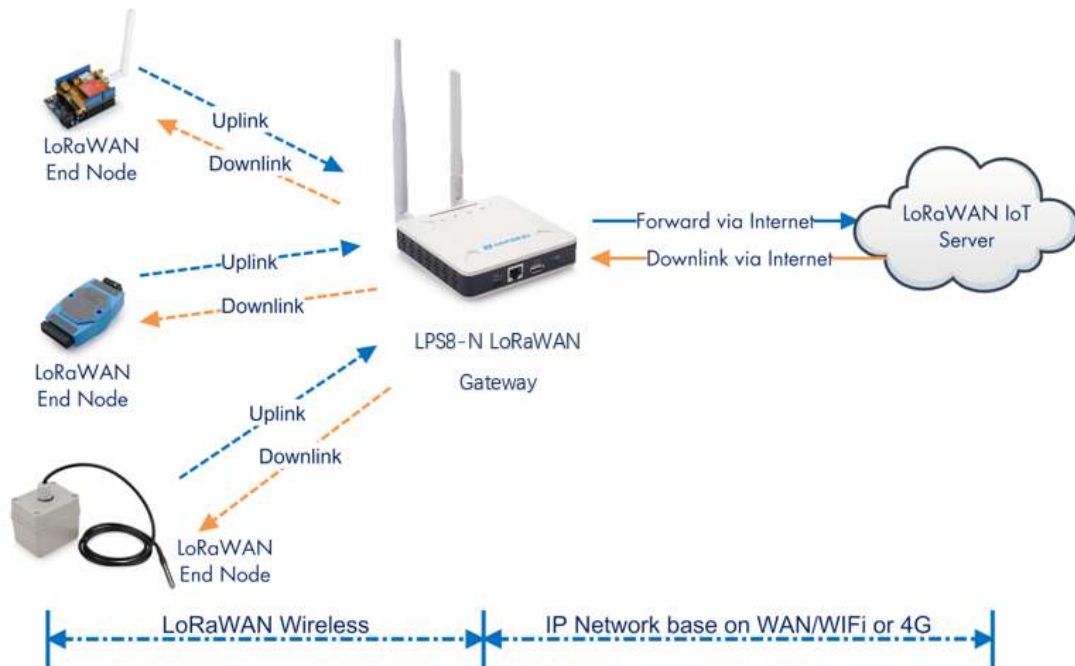 LoRaWAN
End Node
Uplink
Downlink
LoRaWAN
End Node
Uplink
Downlink
LoRaWAN
End Node
Uplink
Downlink
LPS8-N LoRaWAN
Gateway
Forward via Internet
Downlink via Internet
LoRaWAN IoT
Server
LoRaWAN Wireless
IP Network base on WAN/WIFi or 4G